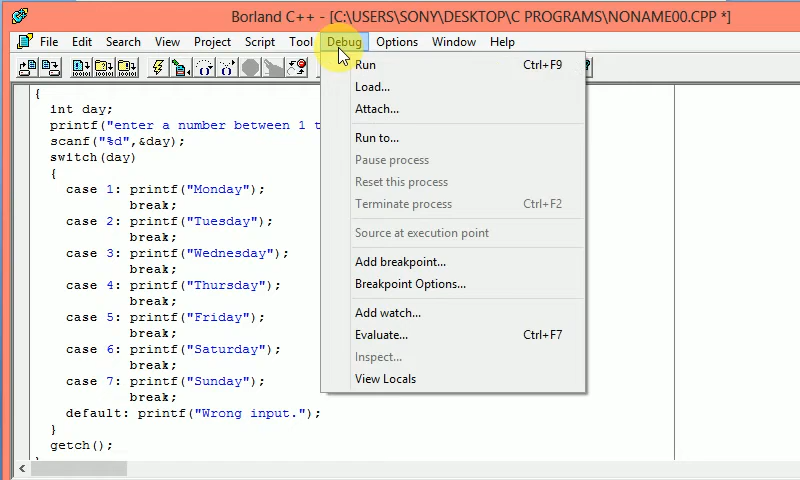 Borland C++ - [C:\USERS\SONY\DESKTOP\C PROGRAMS\NONAME00.CPP *]
File Edit Search View Project Script Tool Debug Options Window Help
Run Ctrl+F9
Load...
Attach...
Run to...
Pause process
Reset this process
Terminate process Ctrl+F2
Source at execution point
Add breakpoint...
Breakpoint Options...
Add watch...
Evaluate... Ctrl+F7
Inspect...
View Locals
{
int day;
printf("enter a number between 1 t
scanf("%d",&day);
switch(day)
{
case 1: printf("Monday");
break;
case 2: printf("Tuesday");
break;
case 3: printf("Wednesday");
break;
case 4: printf("Thursday");
break;
case 5: printf("Friday");
break;
case 6: printf("Saturday");
break;
case 7: printf("Sunday");
break;
default: printf("Wrong input.");
}
getch();